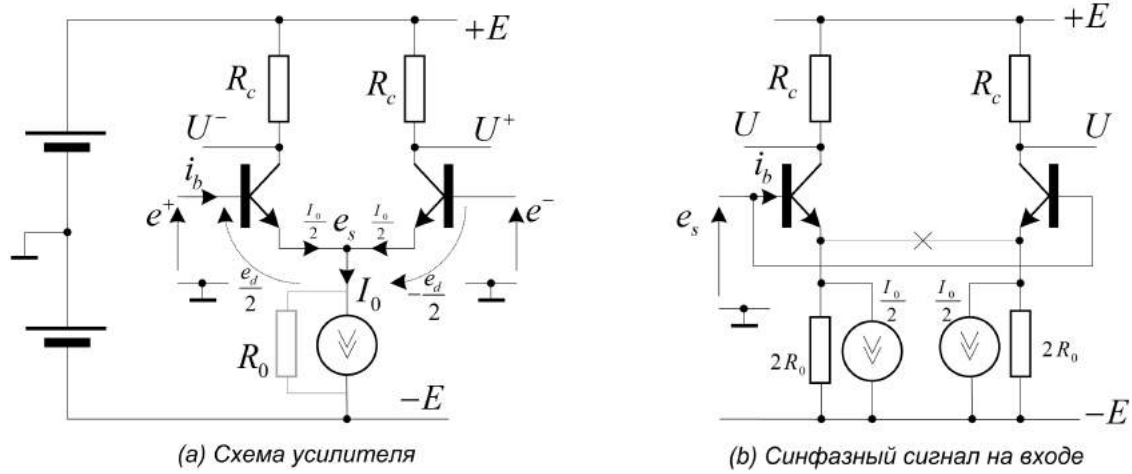 +E
R_c
R_c
U^-
U^+
i_b
e^+
I_0/2
e_s
I_0/2
e^-
e_d/2
I_0
-e_d/2
R_0
-E
(a) Схема усилителя
+E
R_c
R_c
U
U
i_b
e_s
I_0/2
I_0/2
2R_0
2R_0
-E
(b) Синфазный сигнал на входе